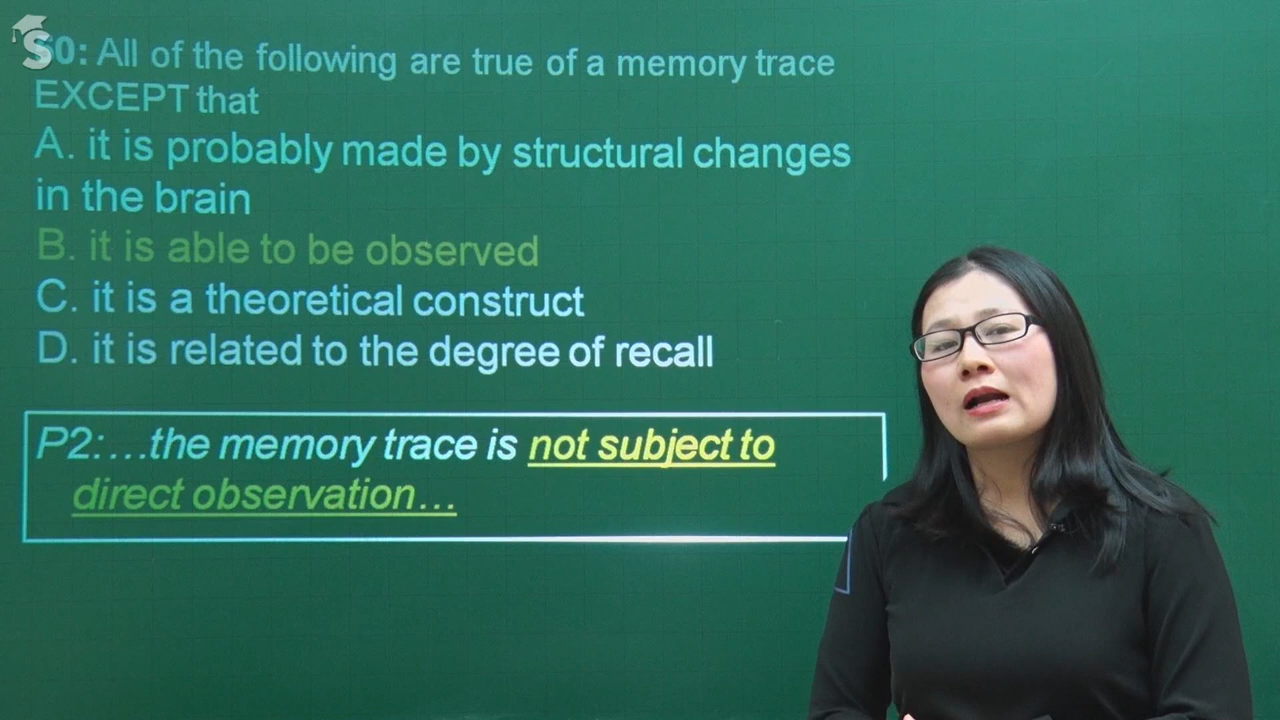 60: All of the following are true of a memory trace
EXCEPT that
A. it is probably made by structural changes
in the brain
B. it is able to be observed
C. it is a theoretical construct
D. it is related to the degree of recall
P2:…the memory trace is not subject to
direct observation…